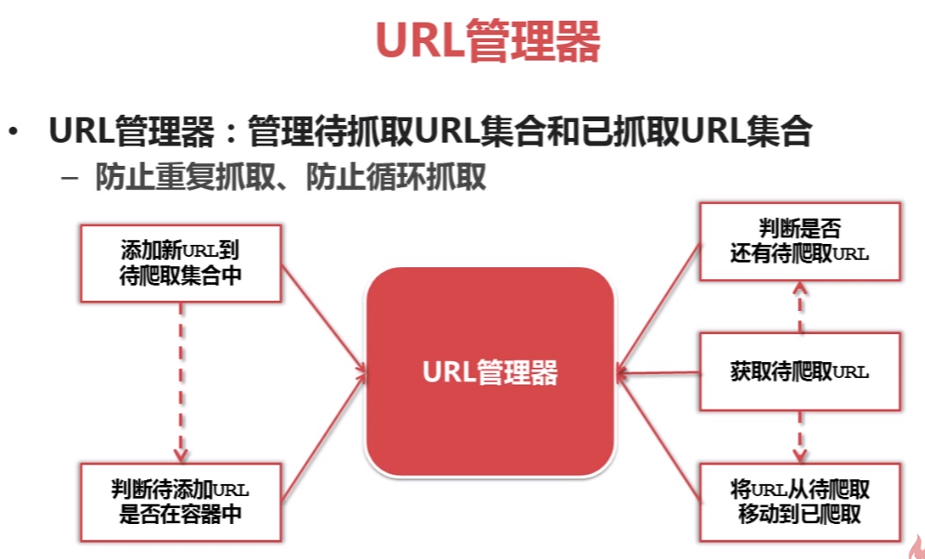 URL管理器
• URL管理器：管理待抓取URL集合和已抓取URL集合
– 防止重复抓取、防止循环抓取
添加新URL到
待爬取集合中
判断待添加URL
是否在容器中
URL管理器
判断是否
还有待爬取URL
获取待爬取URL
将URL从待爬取
移动到已爬取